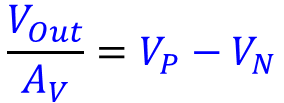 V_Out / A_V = V_P − V_N